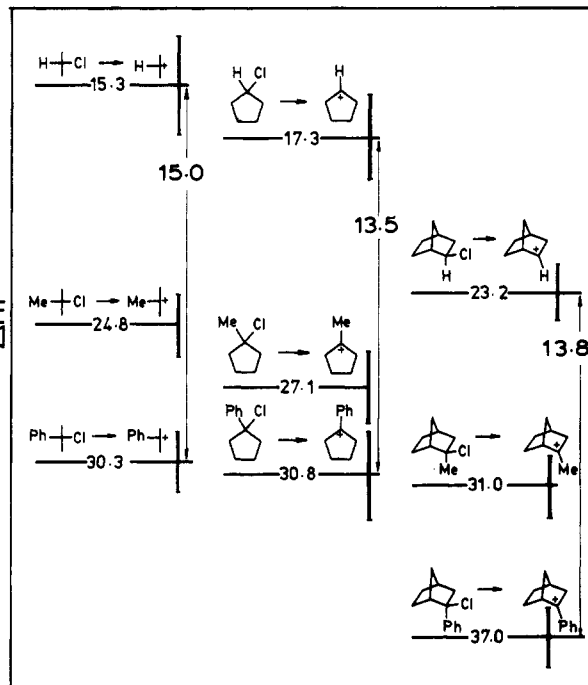 H Cl → H +
15.3
15.0
Me Cl → Me +
24.8
Ph Cl → Ph +
30.3
H Cl → H
+
17.3
13.5
Me Cl → Me
+
27.1
Ph Cl → Ph
+
30.8
Cl → +
H H
23.2
13.8
Cl → +
Me Me
31.0
Cl → +
Ph Ph
37.0